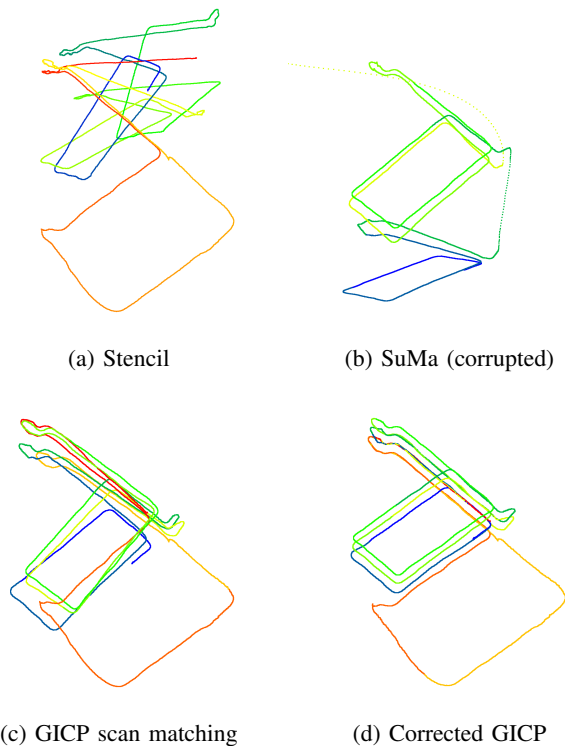 (a) Stencil
(b) SuMa (corrupted)
(c) GICP scan matching
(d) Corrected GICP